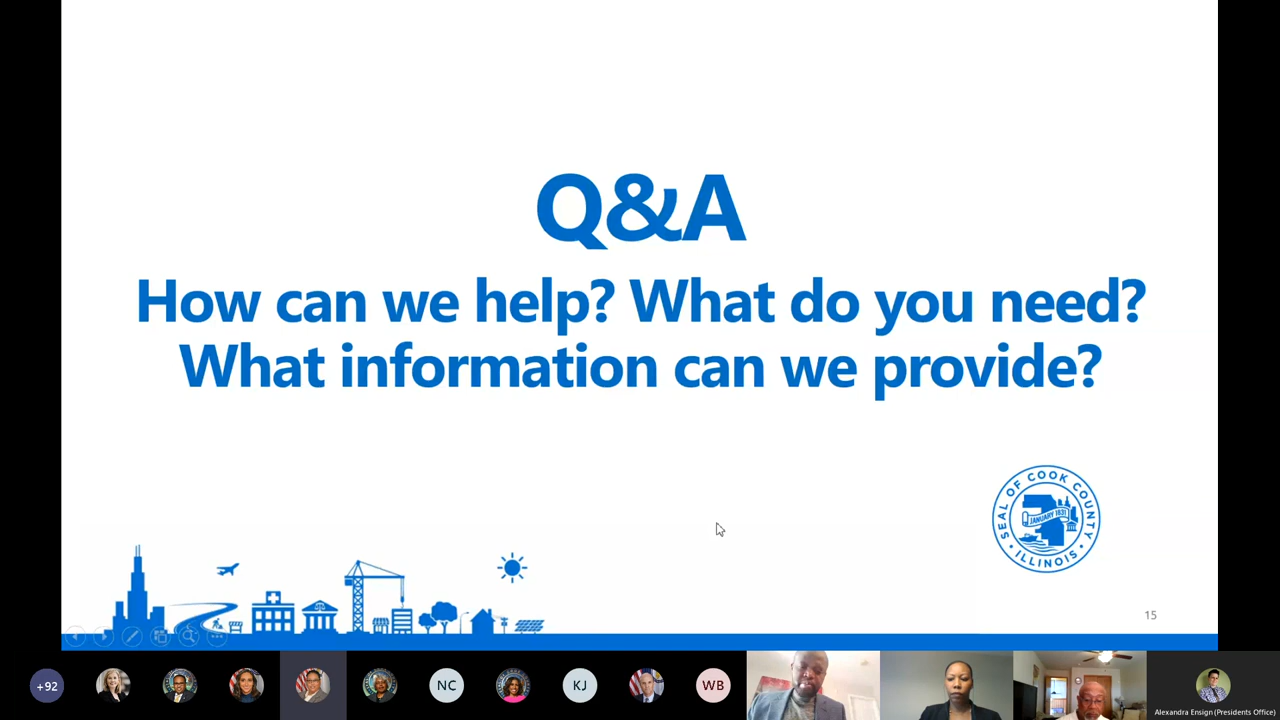 Q&A
How can we help? What do you need?
What information can we provide?
SEAL OF COOK COUNTY
JANUARY 1831
• ILLINOIS •
15
+92
NC
KJ
WB
Alexandra Ensign (Presidents Office)